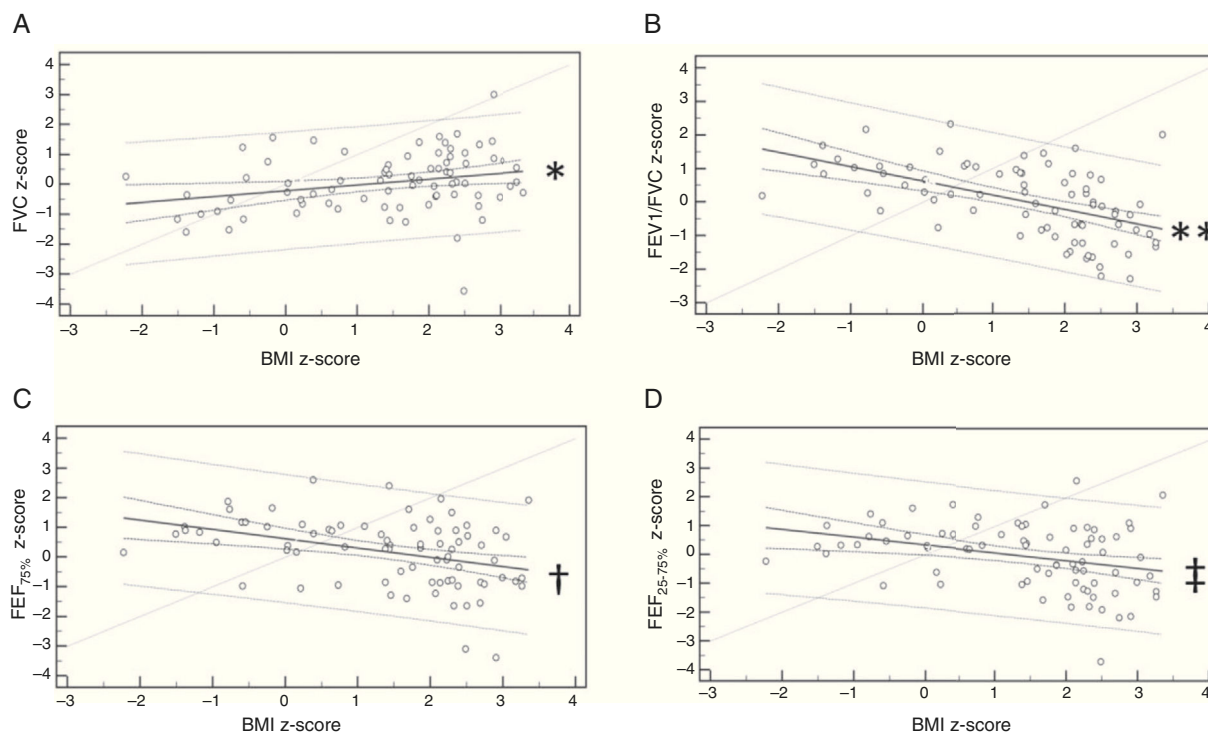 A
4
3
2
1
0
−1
−2
−3
−4
FVC z-score
*
−3 −2 −1 0 1 2 3 4
BMI z-score
B
4
3
2
1
0
−1
−2
−3
FEV1/FVC z-score
**
−3 −2 −1 0 1 2 3 4
BMI z-score
C
4
3
2
1
0
−1
−2
−3
−4
FEF75% z-score
†
−3 −2 −1 0 1 2 3 4
BMI z-score
D
4
3
2
1
0
−1
−2
−3
−4
FEF25-75% z-score
‡
−3 −2 −1 0 1 2 3 4
BMI z-score